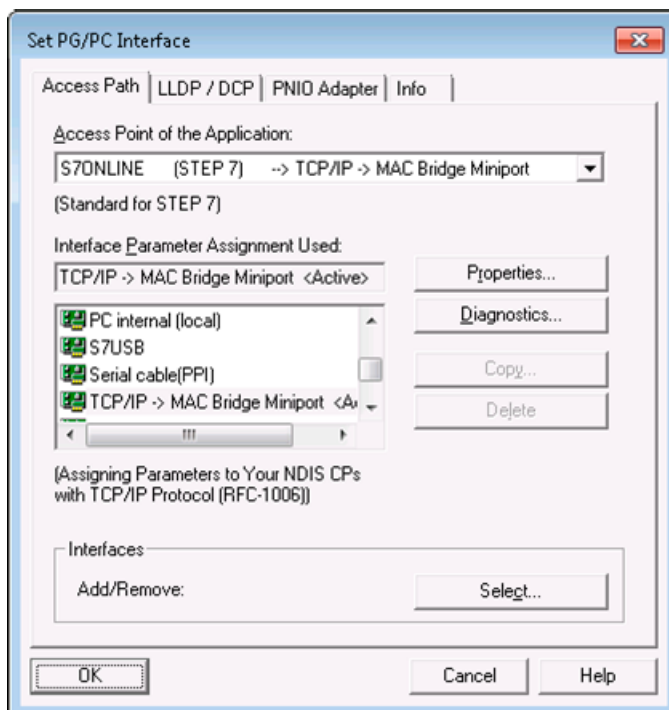 Set PG/PC Interface
Access Path LLDP / DCP PNIO Adapter Info
Access Point of the Application:
S7ONLINE (STEP 7) --> TCP/IP -> MAC Bridge Miniport
(Standard for STEP 7)
Interface Parameter Assignment Used:
TCP/IP -> MAC Bridge Miniport <Active>
Properties...
PC internal (local)
Diagnostics...
S7USB
Serial cable(PPI)
Copy...
TCP/IP -> MAC Bridge Miniport <A
Delete
(Assigning Parameters to Your NDIS CPs
with TCP/IP Protocol (RFC-1006))
Interfaces
Add/Remove:
Select...
OK
Cancel
Help